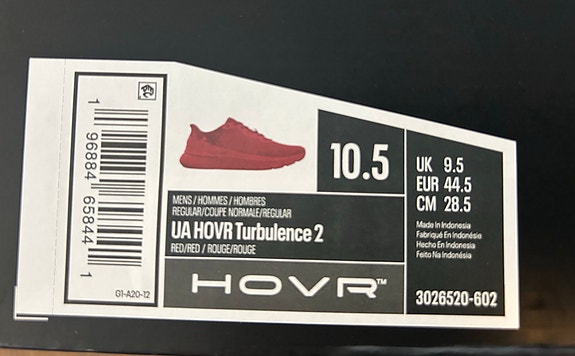 1 96884 65844 1
G1-A20-12
10.5
MENS / HOMMES / HOMBRES
REGULAR/COUPE NORMALE/REGULAR
UA HOVR Turbulence 2
RED/RED / ROUGE/ROUGE
HOVR™
UK 9.5
EUR 44.5
CM 28.5
Made In Indonesia
Fabriqué En Indonésie
Hecho En Indonesia
Feito Na Indonésia
3026520-602